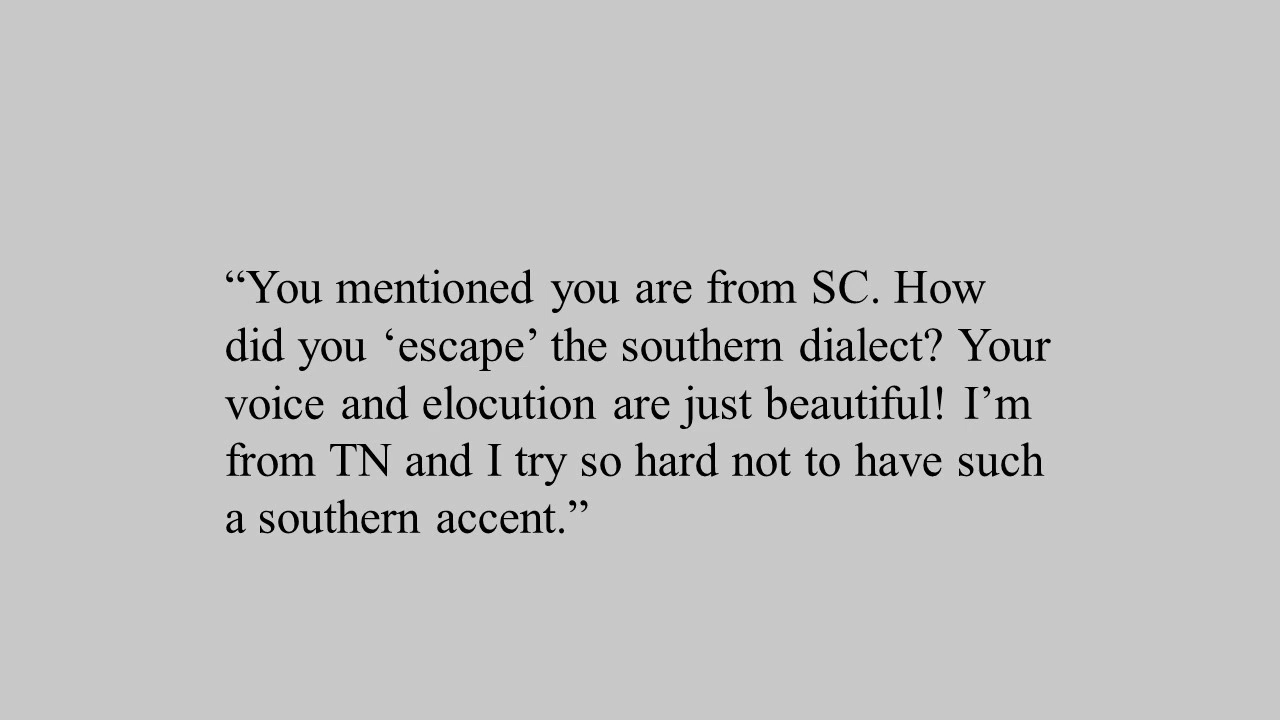 “You mentioned you are from SC. How
did you ‘escape’ the southern dialect? Your
voice and elocution are just beautiful! I’m
from TN and I try so hard not to have such
a southern accent.”